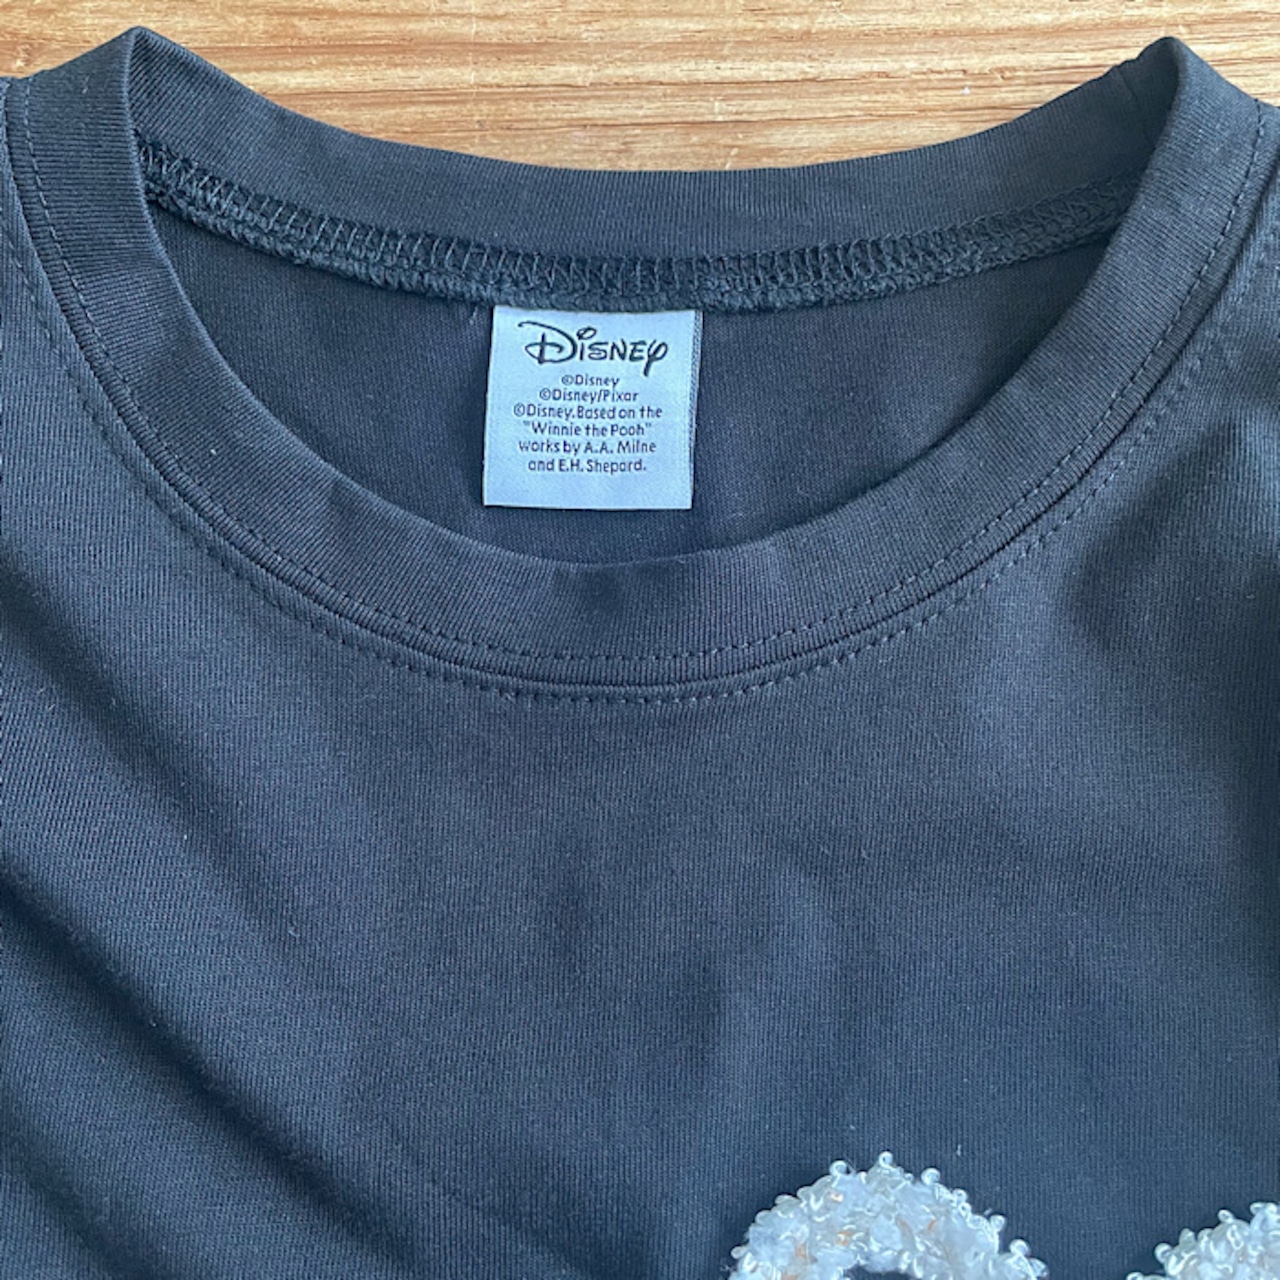 Disney
©Disney
©Disney/Pixar
©Disney.Based on the
"Winnie the Pooh"
works by A.A. Milne
and E.H. Shepard.